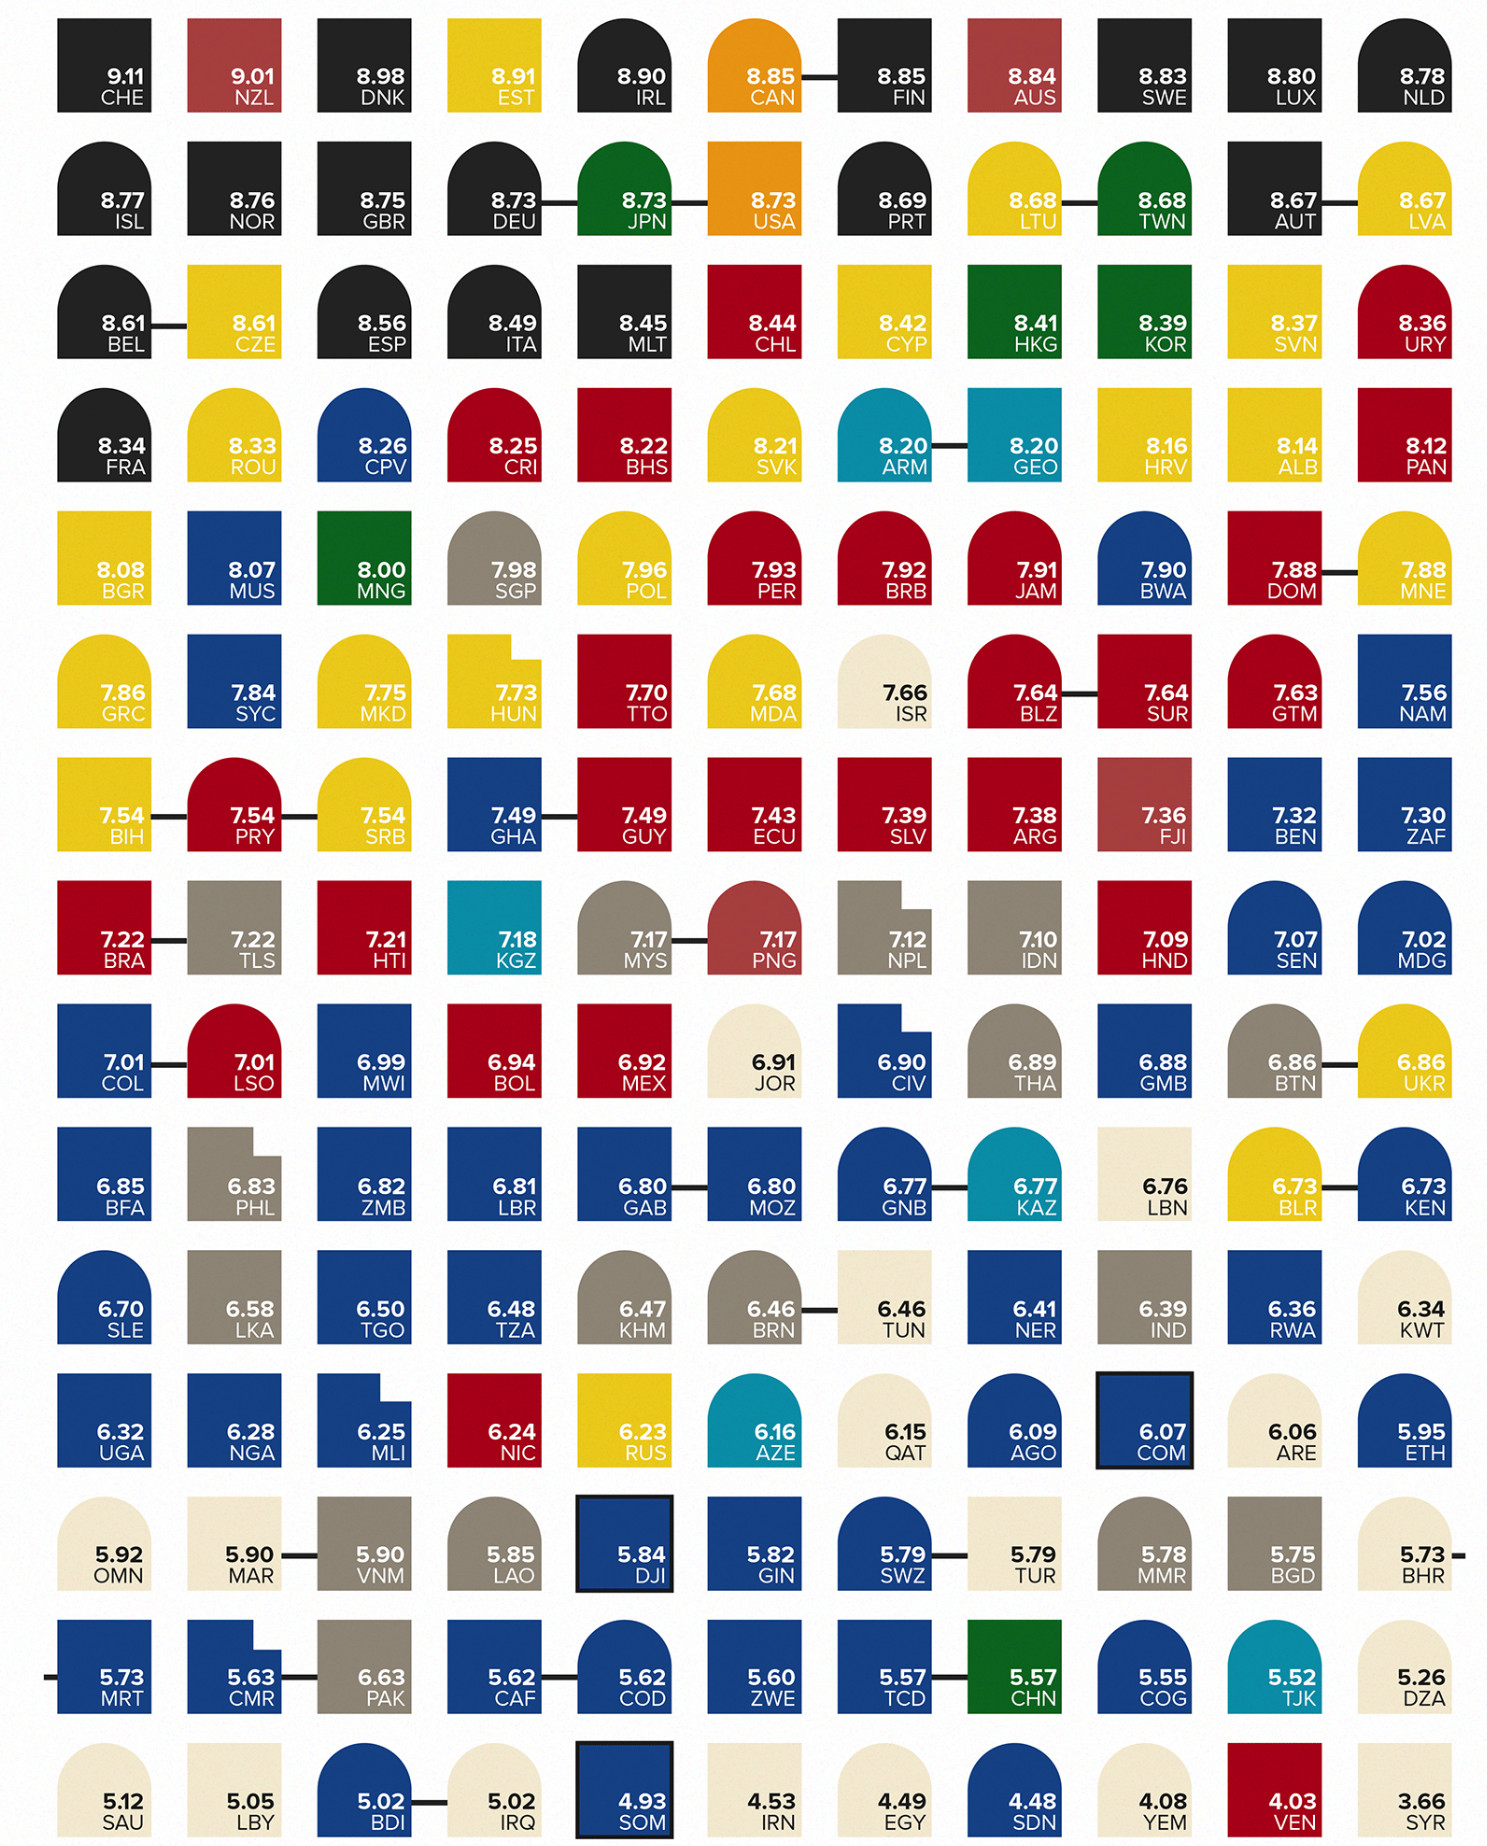 9.11 9.01 8.98 8.91 8.90 8.85 8.85 8.84 8.83 8.80 8.78
CHE NZL DNK EST IRL CAN FIN AUS SWE LUX NLD
8.77 8.76 8.75 8.73 8.73 8.73 8.69 8.68 8.68 8.67 8.67
ISL NOR GBR DEU JPN USA PRT LTU TWN AUT LVA
8.61 8.61 8.56 8.49 8.45 8.44 8.42 8.41 8.39 8.37 8.36
BEL CZE ESP ITA MLT CHL CYP HKG KOR SVN URY
8.34 8.33 8.26 8.25 8.22 8.21 8.20 8.20 8.16 8.14 8.12
FRA ROU CPV CRI BHS SVK ARM GEO HRV ALB PAN
8.08 8.07 8.00 7.98 7.96 7.93 7.92 7.91 7.90 7.88 7.88
BGR MUS MNG SGP POL PER BRB JAM BWA DOM MNE
7.86 7.84 7.75 7.73 7.70 7.68 7.66 7.64 7.64 7.63 7.56
GRC SYC MKD HUN TTO MDA ISR BLZ SUR GTM NAM
7.54 7.54 7.54 7.49 7.49 7.43 7.39 7.38 7.36 7.32 7.30
BIH PRY SRB GHA GUY ECU SLV ARG FJI BEN ZAF
7.22 7.22 7.21 7.18 7.17 7.17 7.12 7.10 7.09 7.07 7.02
BRA TLS HTI KGZ MYS PNG NPL IDN HND SEN MDG
7.01 7.01 6.99 6.94 6.92 6.91 6.90 6.89 6.88 6.86 6.86
COL LSO MWI BOL MEX JOR CIV THA GMB BTN UKR
6.85 6.83 6.82 6.81 6.80 6.80 6.77 6.77 6.76 6.73 6.73
BFA PHL ZMB LBR GAB MOZ GNB KAZ LBN BLR KEN
6.70 6.58 6.50 6.48 6.47 6.46 6.46 6.41 6.39 6.36 6.34
SLE LKA TGO TZA KHM BRN TUN NER IND RWA KWT
6.32 6.28 6.25 6.24 6.23 6.16 6.15 6.09 6.07 6.06 5.95
UGA NGA MLI NIC RUS AZE QAT AGO COM ARE ETH
5.92 5.90 5.90 5.85 5.84 5.82 5.79 5.79 5.78 5.75 5.73
OMN MAR VNM LAO DJI GIN SWZ TUR MMR BGD BHR
5.73 5.63 6.63 5.62 5.62 5.60 5.57 5.57 5.55 5.52 5.26
MRT CMR PAK CAF COD ZWE TCD CHN COG TJK DZA
5.12 5.05 5.02 5.02 4.93 4.53 4.49 4.48 4.08 4.03 3.66
SAU LBY BDI IRQ SOM IRN EGY SDN YEM VEN SYR